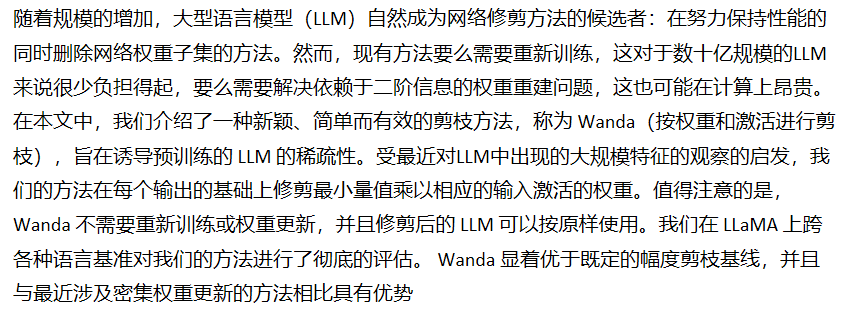 随着规模的增加，大型语言模型（LLM）自然成为网络修剪方法的候选者：在努力保持性能的
同时删除网络权重子集的方法。然而，现有方法要么需要重新训练，这对于数十亿规模的LLM
来说很少负担得起，要么需要解决依赖于二阶信息的权重重建问题，这也可能在计算上昂贵。
在本文中，我们介绍了一种新颖、简单而有效的剪枝方法，称为 Wanda（按权重和激活进行剪
枝），旨在诱导预训练的 LLM 的稀疏性。受最近对LLM中出现的大规模特征的观察的启发，我
们的方法在每个输出的基础上修剪最小量值乘以相应的输入激活的权重。值得注意的是，
Wanda 不需要重新训练或权重更新，并且修剪后的 LLM 可以按原样使用。我们在 LLaMA 上跨
各种语言基准对我们的方法进行了彻底的评估。 Wanda 显着优于既定的幅度剪枝基线，并且
与最近涉及密集权重更新的方法相比具有优势